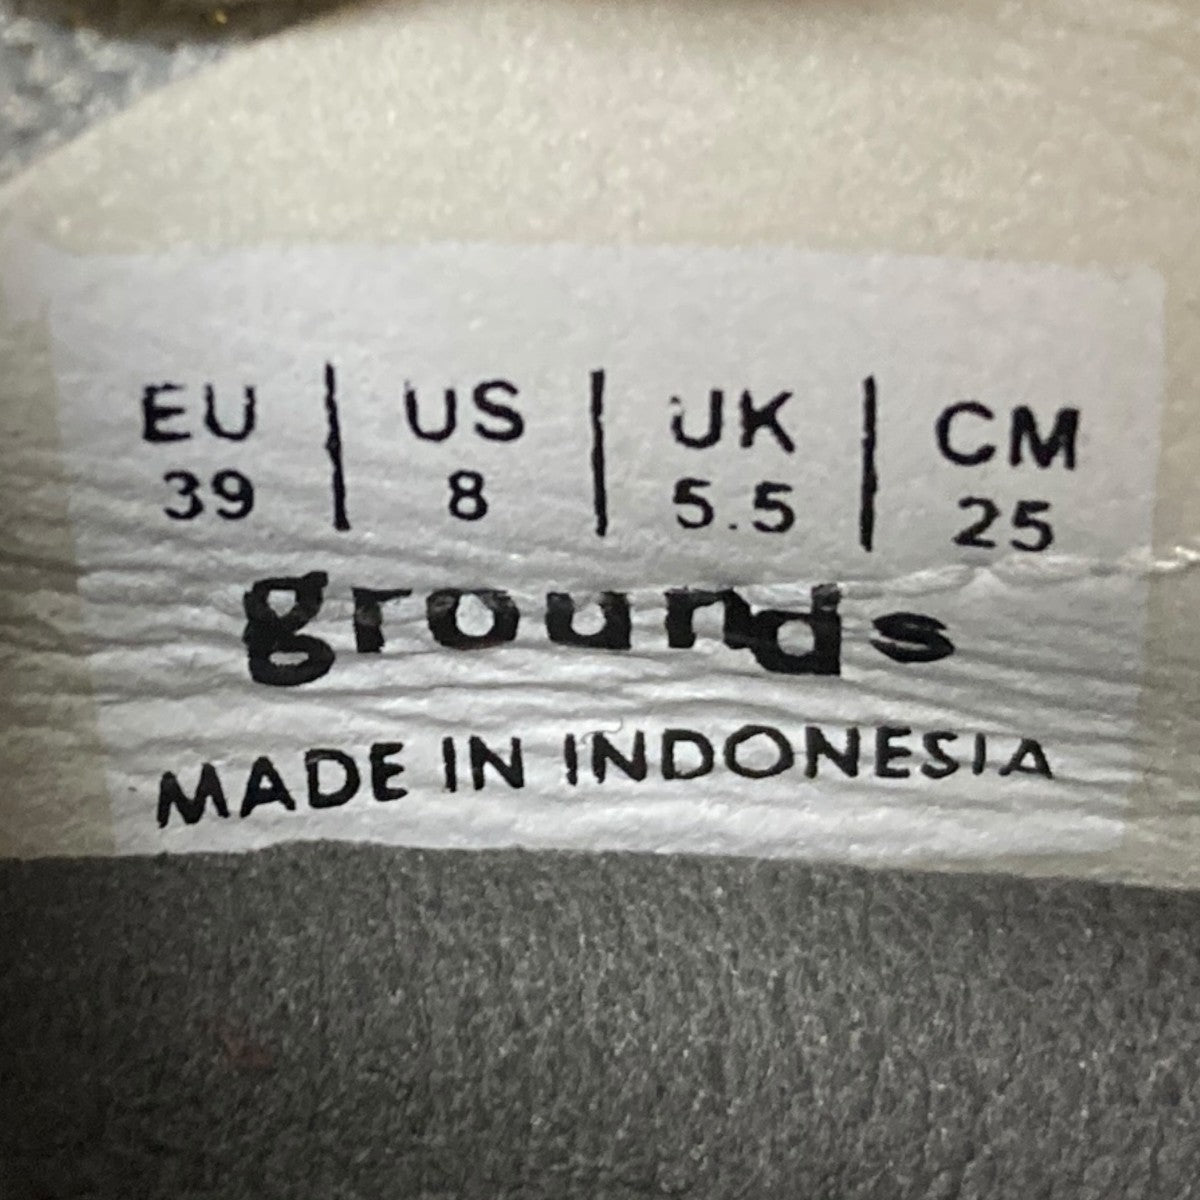 EU | US | UK | CM
39 | 8 | 5.5 | 25
grounds
MADE IN INDONESIA